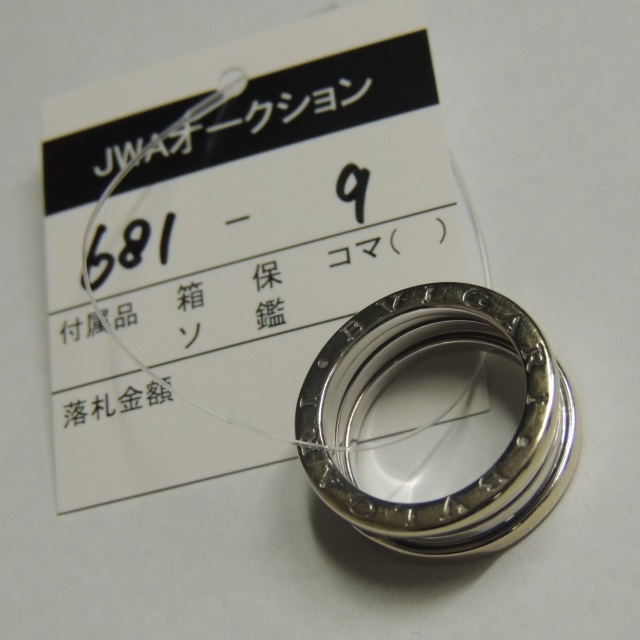 JWAオークション
681 - 9
付属品 箱 保 コマ( )
ソ 鑑
落札金額
BVLGARI • BVLGARI •